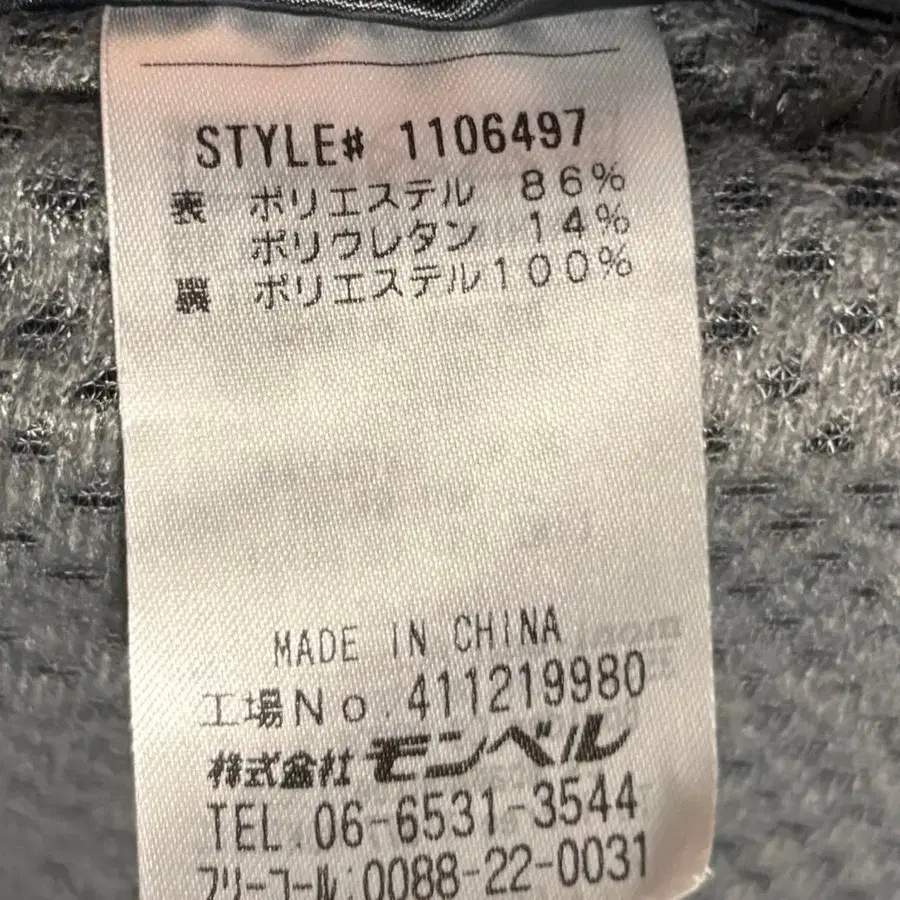 STYLE# 1106497
表 ポリエステル 86%
ポリウレタン 14%
裏 ポリエステル100%
MADE IN CHINA
工場No.411219980
株式会社モンベル
TEL.06-6531-3544
フリーコール:0088-22-0031